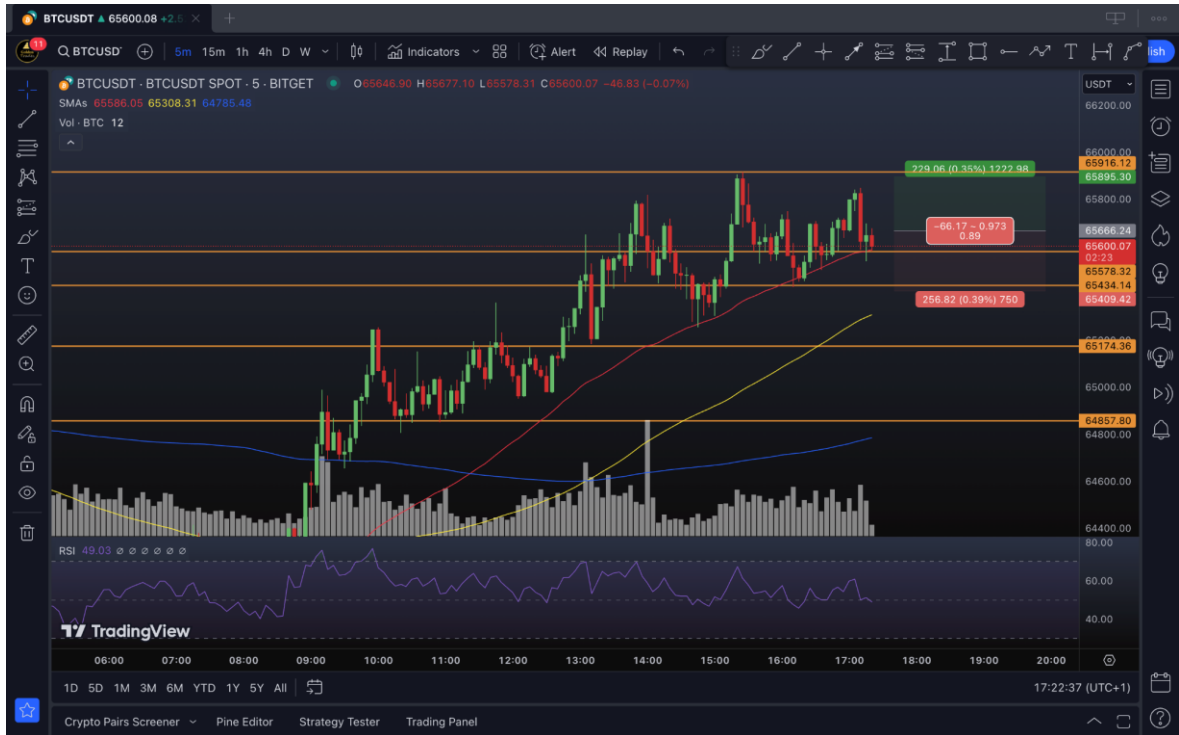 BTCUSDT ▲ 65600.08 +2.5
11
BTCUSD
5m 15m 1h 4h D W
Indicators
Alert
Replay
lish
BTCUSDT · BTCUSDT SPOT · 5 · BITGET O65646.90 H65677.10 L65578.31 C65600.07 −46.83 (−0.07%)
SMAs 65586.05 65308.31 64785.48
Vol · BTC 12
USDT
66200.00
66000.00
65916.12
65895.30
65800.00
65666.24
65600.07
02:23
65578.32
65434.14
65409.42
65174.36
65000.00
64857.80
64800.00
64600.00
64400.00
229.06 (0.35%) 1222.98
−66.17 ~ 0.973
0.89
256.82 (0.39%) 750
RSI 49.03 ø ø ø ø ø ø
80.00
60.00
40.00
TradingView
06:00 07:00 08:00 09:00 10:00 11:00 12:00 13:00 14:00 15:00 16:00 17:00 18:00 19:00 20:00
1D 5D 1M 3M 6M YTD 1Y 5Y All
17:22:37 (UTC+1)
Crypto Pairs Screener Pine Editor Strategy Tester Trading Panel